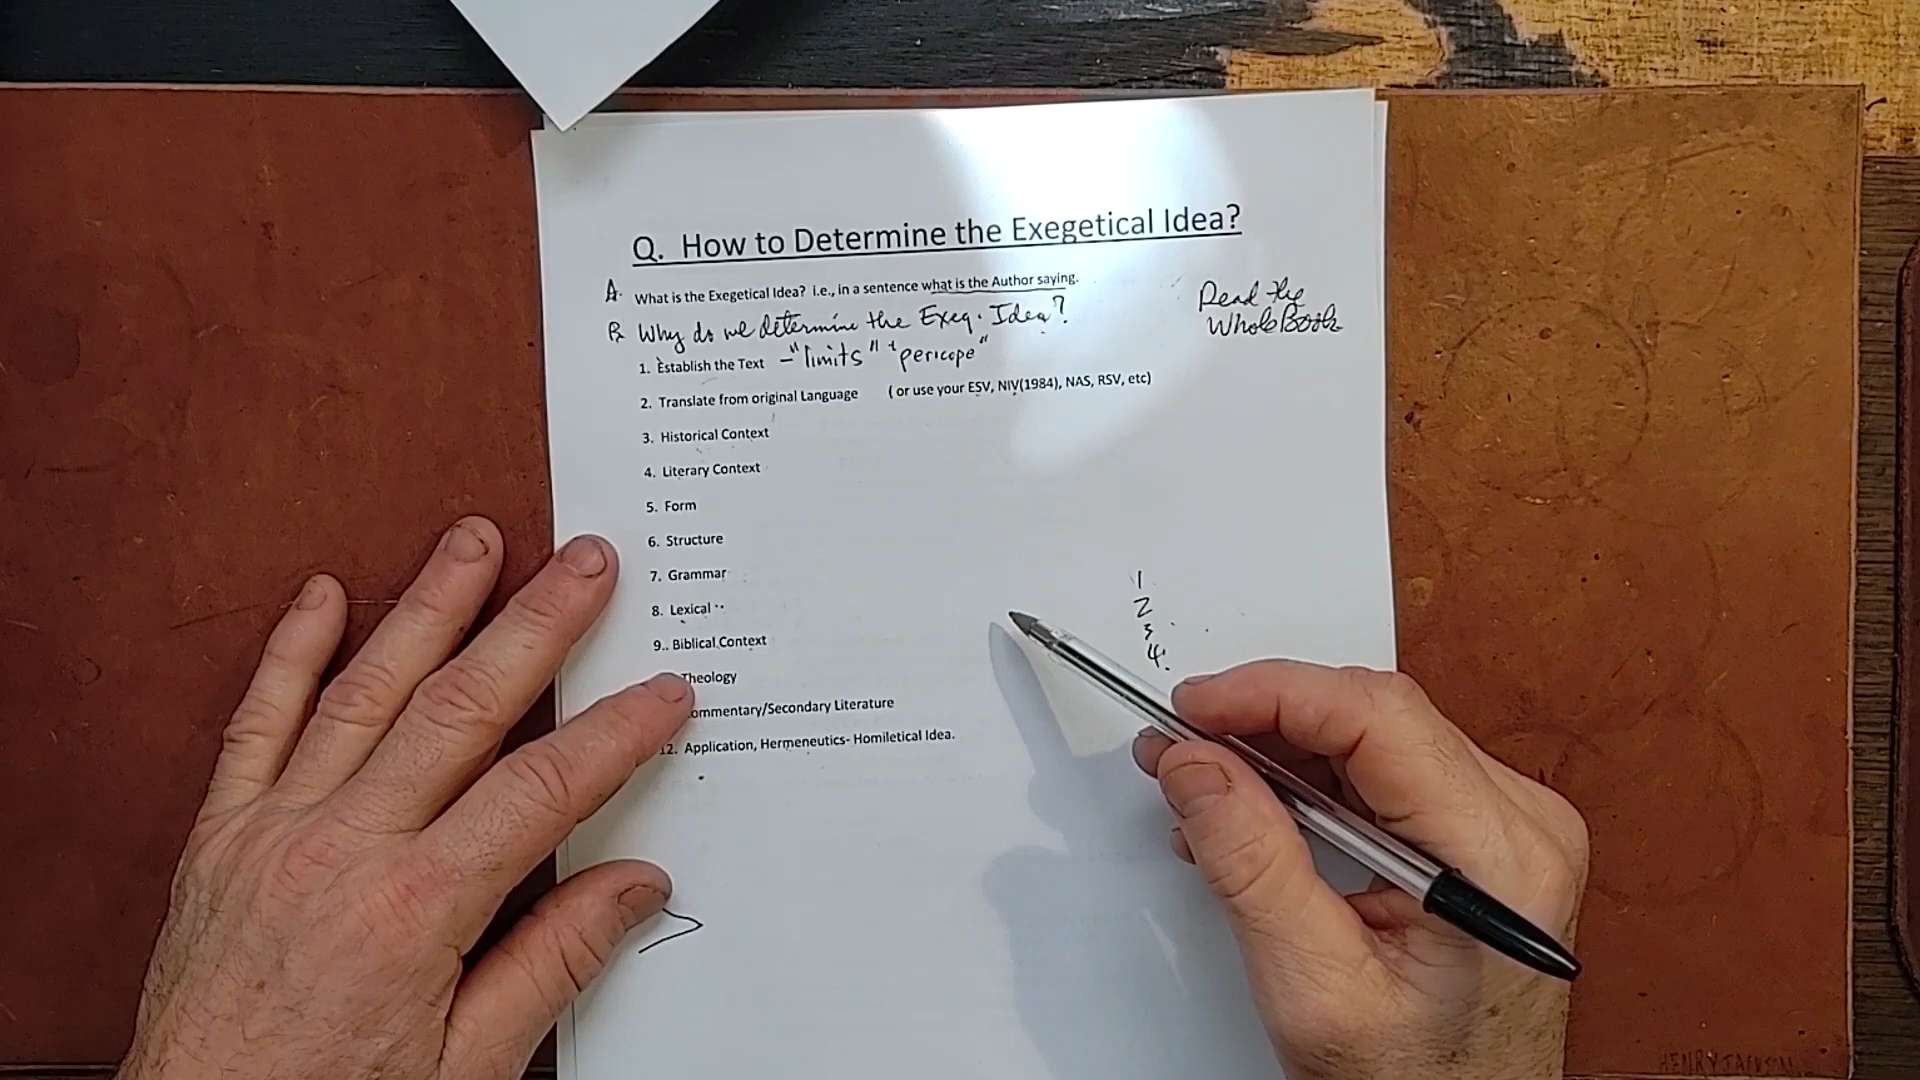 Q. How to Determine the Exegetical Idea?
A. What is the Exegetical Idea? i.e., in a sentence what is the Author saying.
Read the
Whole Book
B. Why do we determine the Exeg. Idea?
1. Establish the Text – "limits" + "pericope"
2. Translate from original Language ( or use your ESV, NIV(1984), NAS, RSV, etc)
3. Historical Context
4. Literary Context
5. Form
6. Structure
7. Grammar
8. Lexical
9.. Biblical Context
Theology
ommentary/Secondary Literature
12. Application, Hermeneutics- Homiletical Idea.
1
2
3
4.